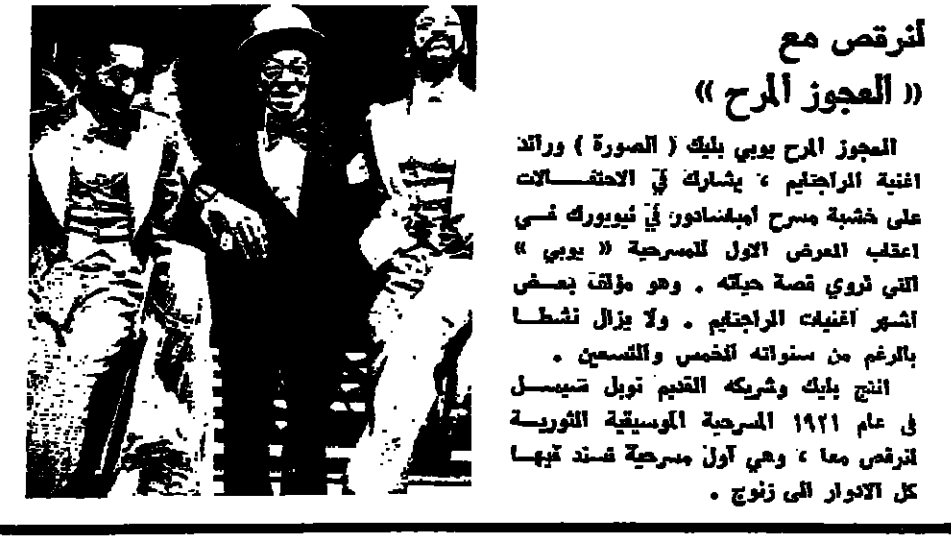 لنرقص مع
« العجوز المرح »
العجوز المرح يوبي بليك ( الصورة ) ورائد
اغنية الراجتايم ، يشارك في الاحتفالات
على خشبة مسرح امباسادور في نيويورك في
اعقاب العرض الاول للمسرحية « يوبي »
التي تروي قصة حياته . وهو مؤلف بعض
اشهر اغنيات الراجتايم . ولا يزال نشطا
بالرغم من سنواته الخمس والتسعين .
انتج بليك وشريكه القديم نوبل سيسل
في عام ١٩٢١ المسرحية الموسيقية الثورية
لنرقص معا ، وهي أول مسرحية تسند فيها
كل الادوار الى زنوج .